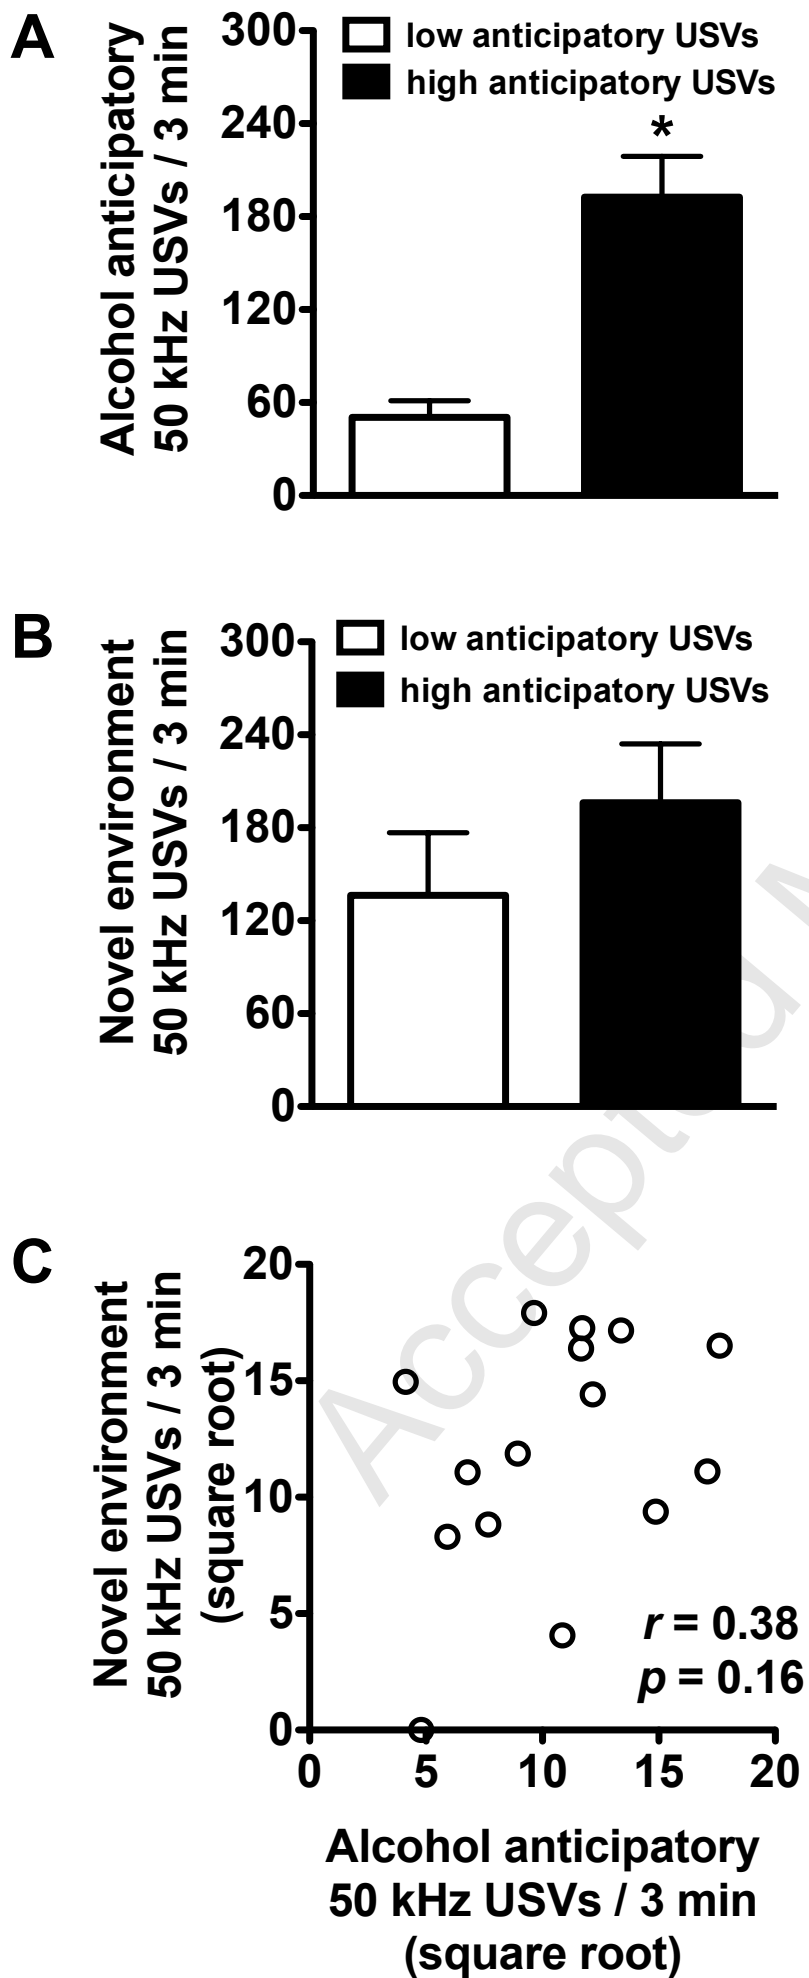 A
Alcohol anticipatory
50 kHz USVs / 3 min
300
240
180
120
60
0
low anticipatory USVs
high anticipatory USVs
*
B
Novel environment
50 kHz USVs / 3 min
300
240
180
120
60
0
low anticipatory USVs
high anticipatory USVs
C
Novel environment
50 kHz USVs / 3 min
(square root)
20
15
10
5
0
r = 0.38
p = 0.16
0 5 10 15 20
Alcohol anticipatory
50 kHz USVs / 3 min
(square root)
Accepted M